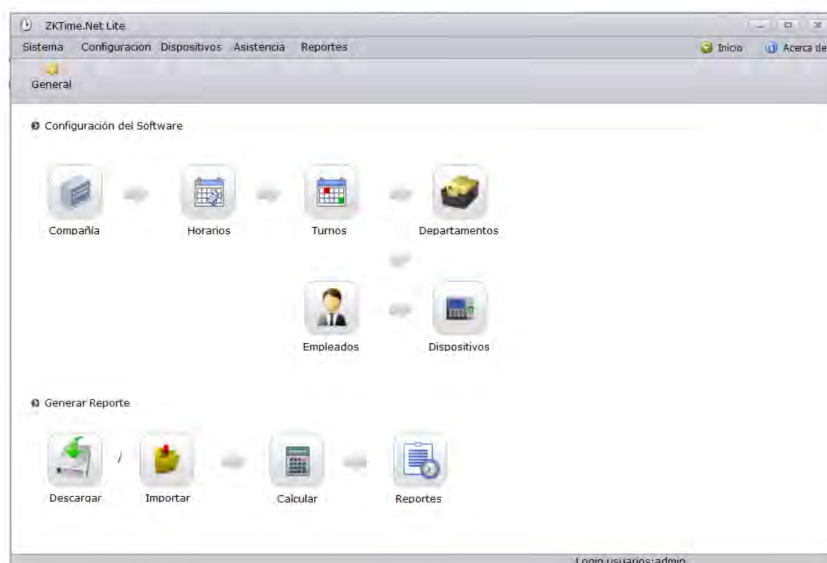 ZKTime.Net Lite
Sistema Configuracion Dispositivos Asistencia Reportes Inicio Acerca de
General
Configuración del Software
Compañía Horarios Turnos Departamentos
Empleados Dispositivos
Generar Reporte
/
Descargar Importar Calcular Reportes
Login usuarios:admin